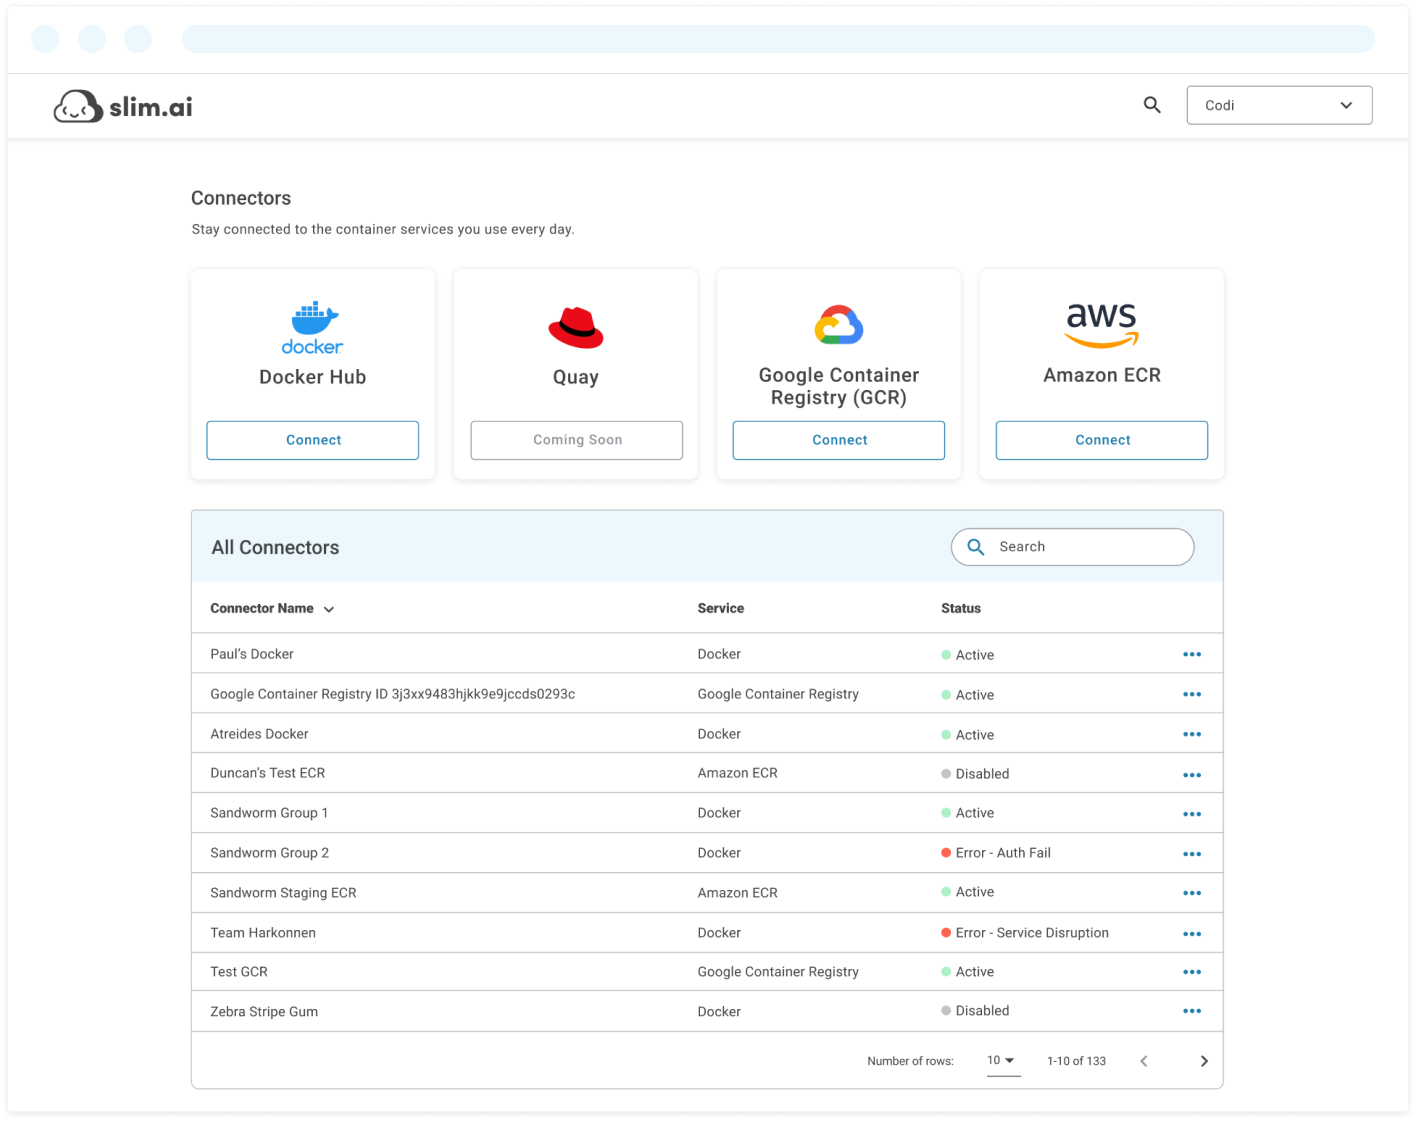 slim.ai
Codi
Connectors
Stay connected to the container services you use every day.
docker
Docker Hub
Connect
Quay
Coming Soon
Google Container
Registry (GCR)
Connect
aws
Amazon ECR
Connect
All Connectors
Search
Connector Name Service Status
Paul’s Docker Docker Active
Google Container Registry ID 3j3xx9483hjkk9e9jccds0293c Google Container Registry Active
Atreides Docker Docker Active
Duncan’s Test ECR Amazon ECR Disabled
Sandworm Group 1 Docker Active
Sandworm Group 2 Docker Error - Auth Fail
Sandworm Staging ECR Amazon ECR Active
Team Harkonnen Docker Error - Service Disruption
Test GCR Google Container Registry Active
Zebra Stripe Gum Docker Disabled
Number of rows: 10 1-10 of 133